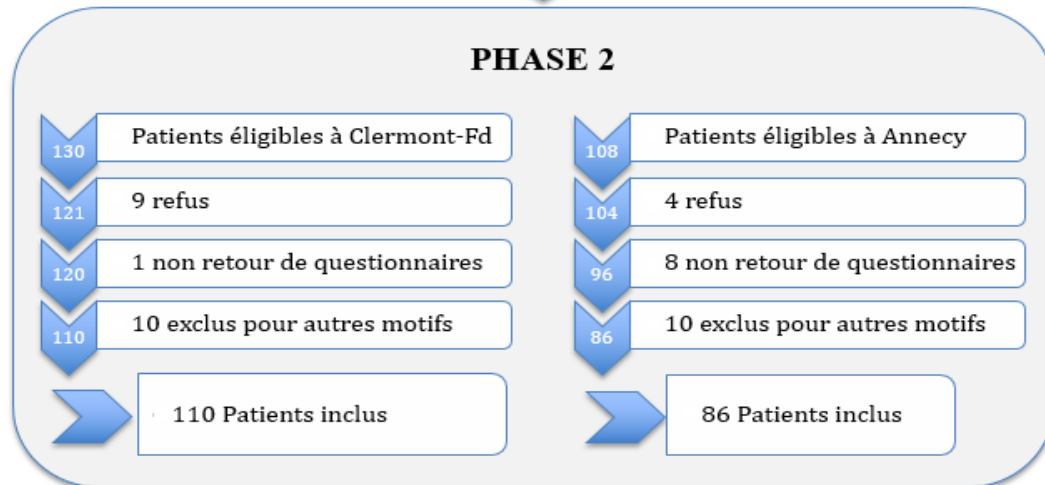 PHASE 2
130
Patients éligibles à Clermont-Fd
121
9 refus
120
1 non retour de questionnaires
110
10 exclus pour autres motifs
110 Patients inclus
108
Patients éligibles à Annecy
104
4 refus
96
8 non retour de questionnaires
86
10 exclus pour autres motifs
86 Patients inclus